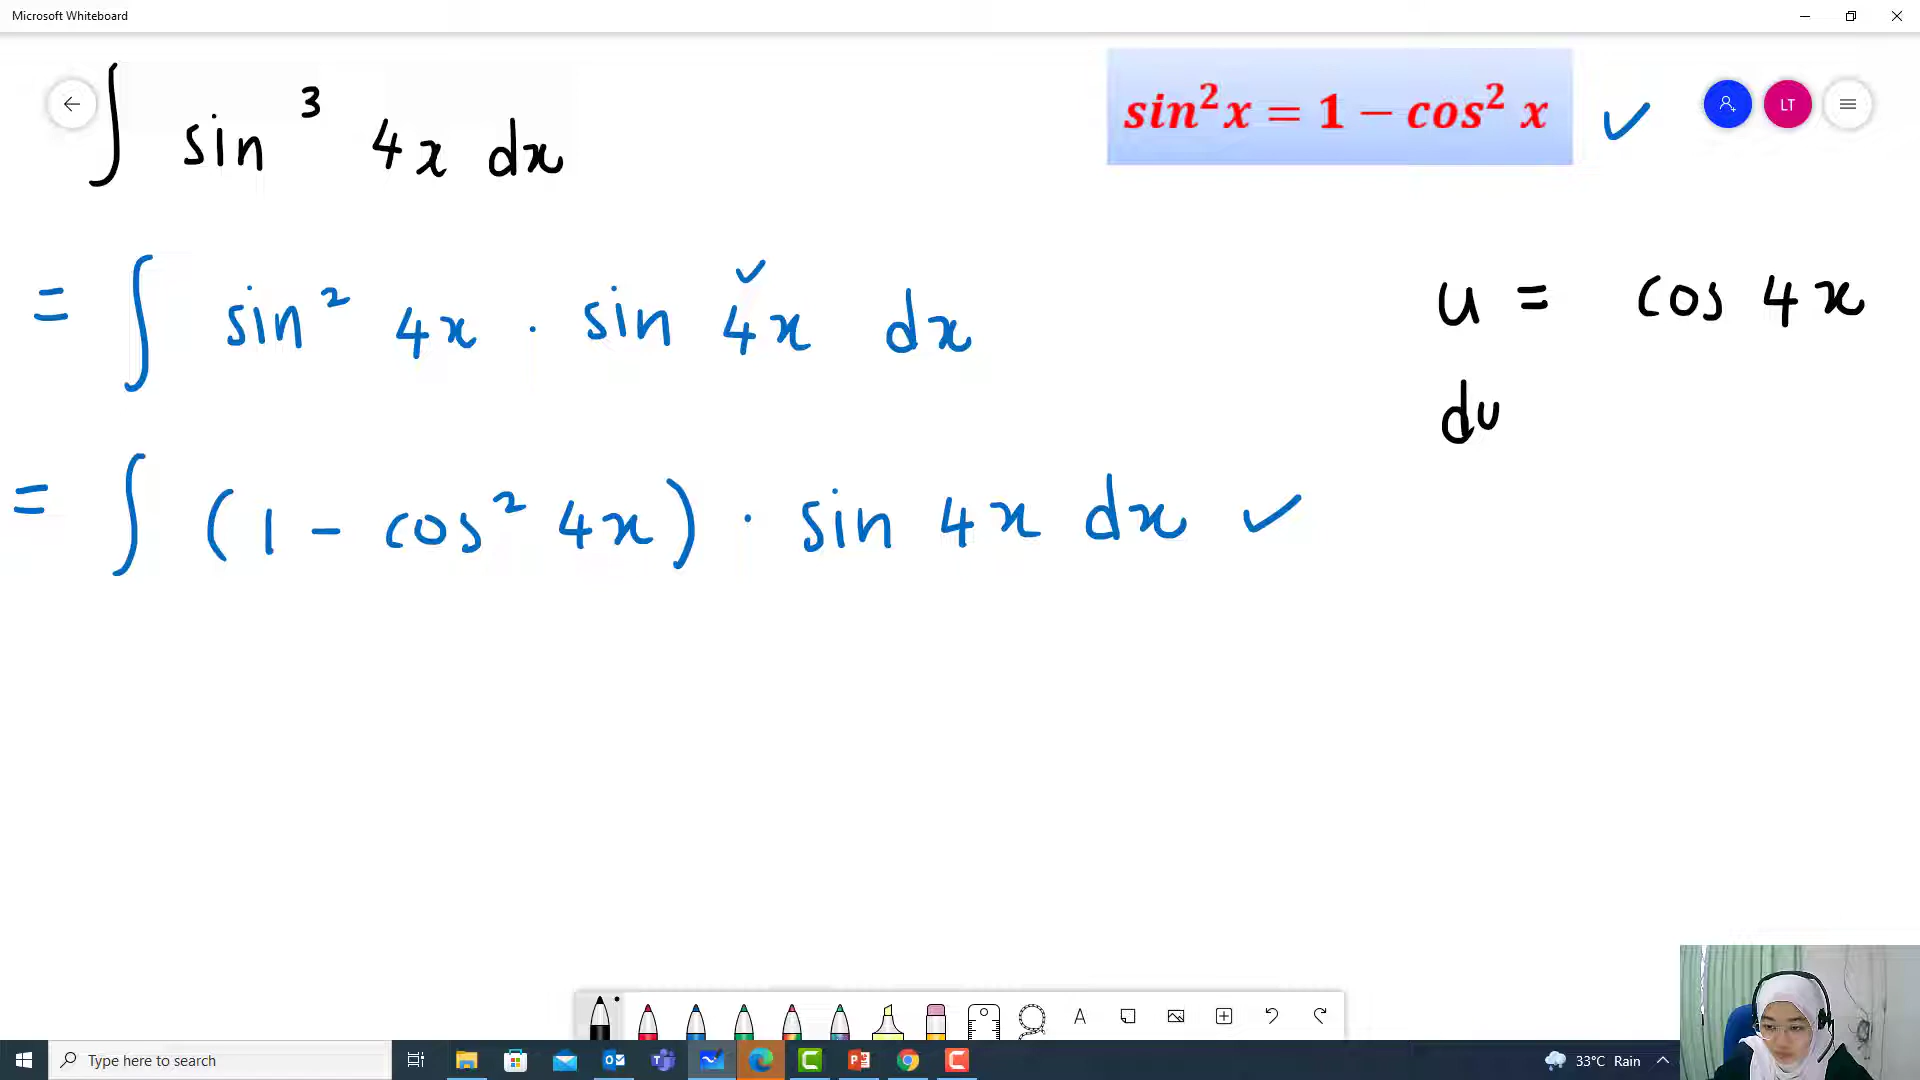 Microsoft Whiteboard
∫ sin³ 4x dx
sin²x = 1 − cos² x
LT
= ∫ sin² 4x · sin 4x dx
u = cos 4x
du
= ∫ (1 − cos² 4x) · sin 4x dx
A
Type here to search
33°C Rain